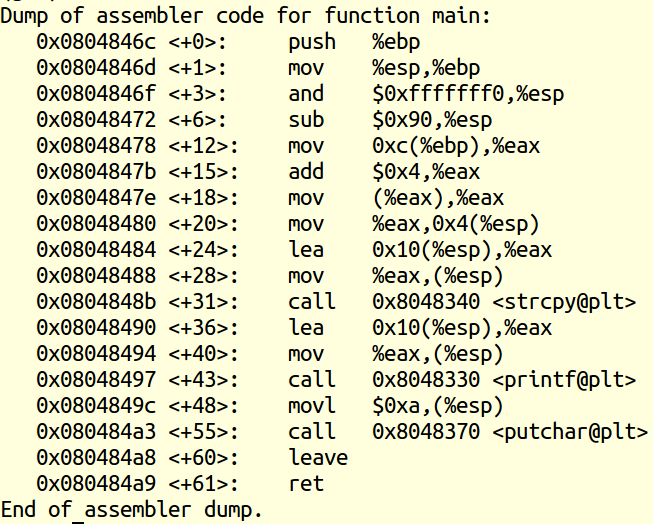 Dump of assembler code for function main:
   0x0804846c <+0>:     push   %ebp
   0x0804846d <+1>:     mov    %esp,%ebp
   0x0804846f <+3>:     and    $0xfffffff0,%esp
   0x08048472 <+6>:     sub    $0x90,%esp
   0x08048478 <+12>:    mov    0xc(%ebp),%eax
   0x0804847b <+15>:    add    $0x4,%eax
   0x0804847e <+18>:    mov    (%eax),%eax
   0x08048480 <+20>:    mov    %eax,0x4(%esp)
   0x08048484 <+24>:    lea    0x10(%esp),%eax
   0x08048488 <+28>:    mov    %eax,(%esp)
   0x0804848b <+31>:    call   0x8048340 <strcpy@plt>
   0x08048490 <+36>:    lea    0x10(%esp),%eax
   0x08048494 <+40>:    mov    %eax,(%esp)
   0x08048497 <+43>:    call   0x8048330 <printf@plt>
   0x0804849c <+48>:    movl   $0xa,(%esp)
   0x080484a3 <+55>:    call   0x8048370 <putchar@plt>
   0x080484a8 <+60>:    leave
   0x080484a9 <+61>:    ret
End of assembler dump.